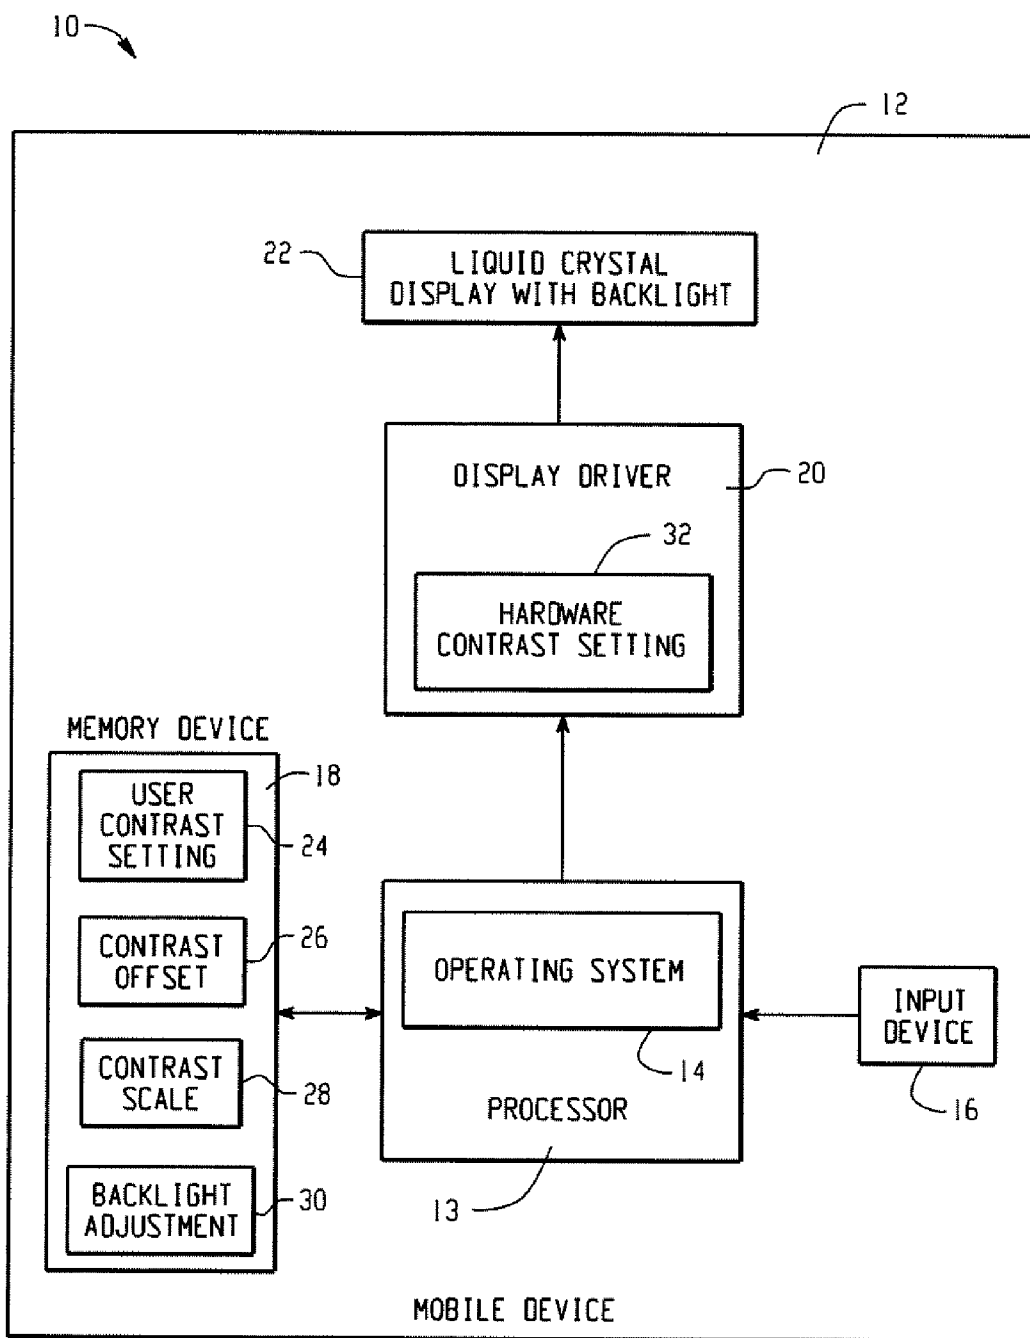 10
12
22
LIQUID CRYSTAL
DISPLAY WITH BACKLIGHT
DISPLAY DRIVER
20
32
HARDWARE
CONTRAST SETTING
MEMORY DEVICE
18
USER
CONTRAST
SETTING
24
CONTRAST
OFFSET
26
CONTRAST
SCALE
28
BACKLIGHT
ADJUSTMENT
30
OPERATING SYSTEM
14
PROCESSOR
13
INPUT
DEVICE
16
MOBILE DEVICE